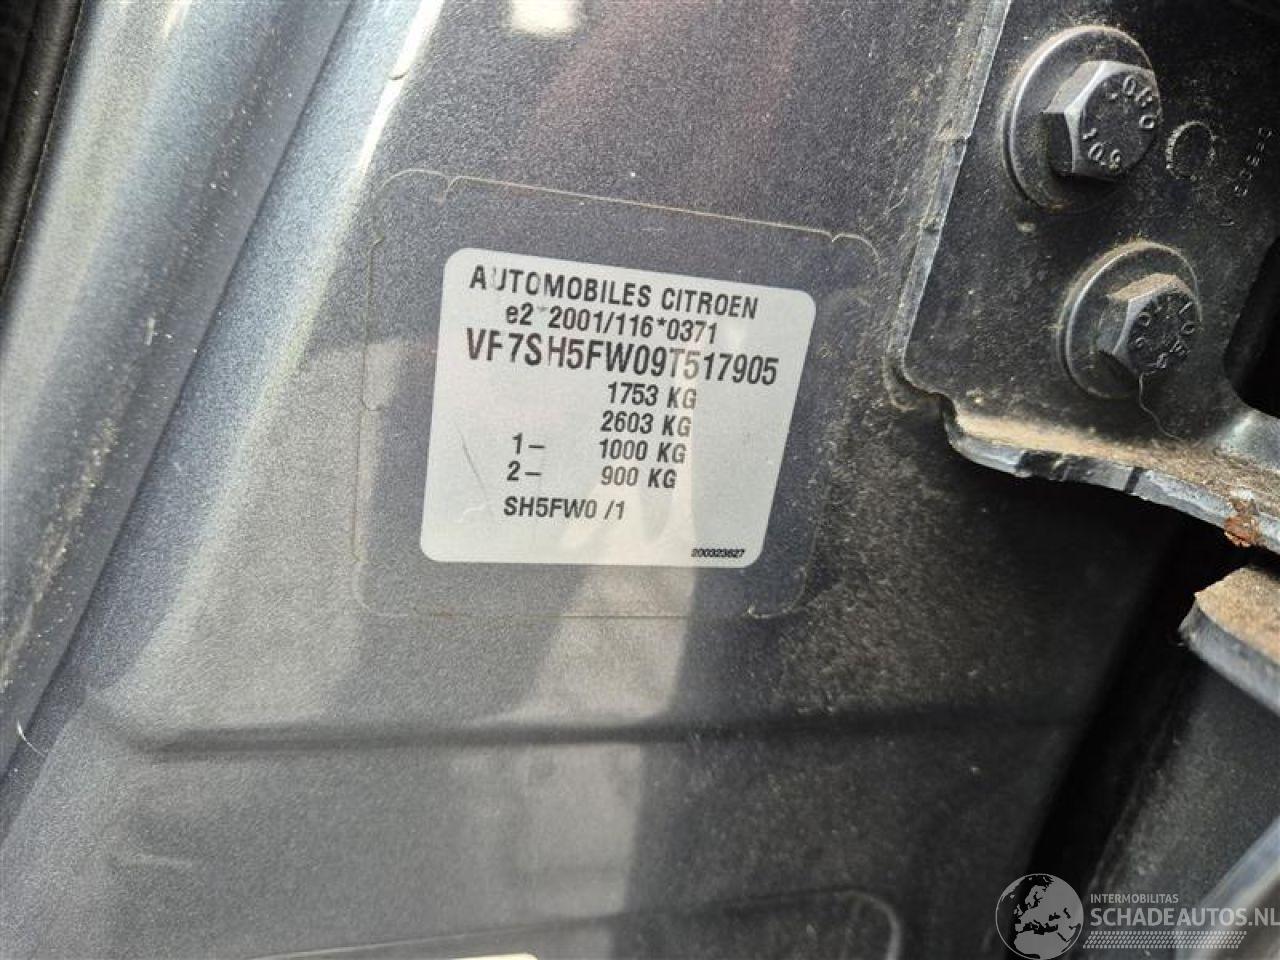 AUTOMOBILES CITROEN
e2*2001/116*0371
VF7SH5FW09T517905
1753 KG
2603 KG
1- 1000 KG
2- 900 KG
SH5FW0 /1
200323627
INTERMOBILITAS
SCHADEAUTOS.NL